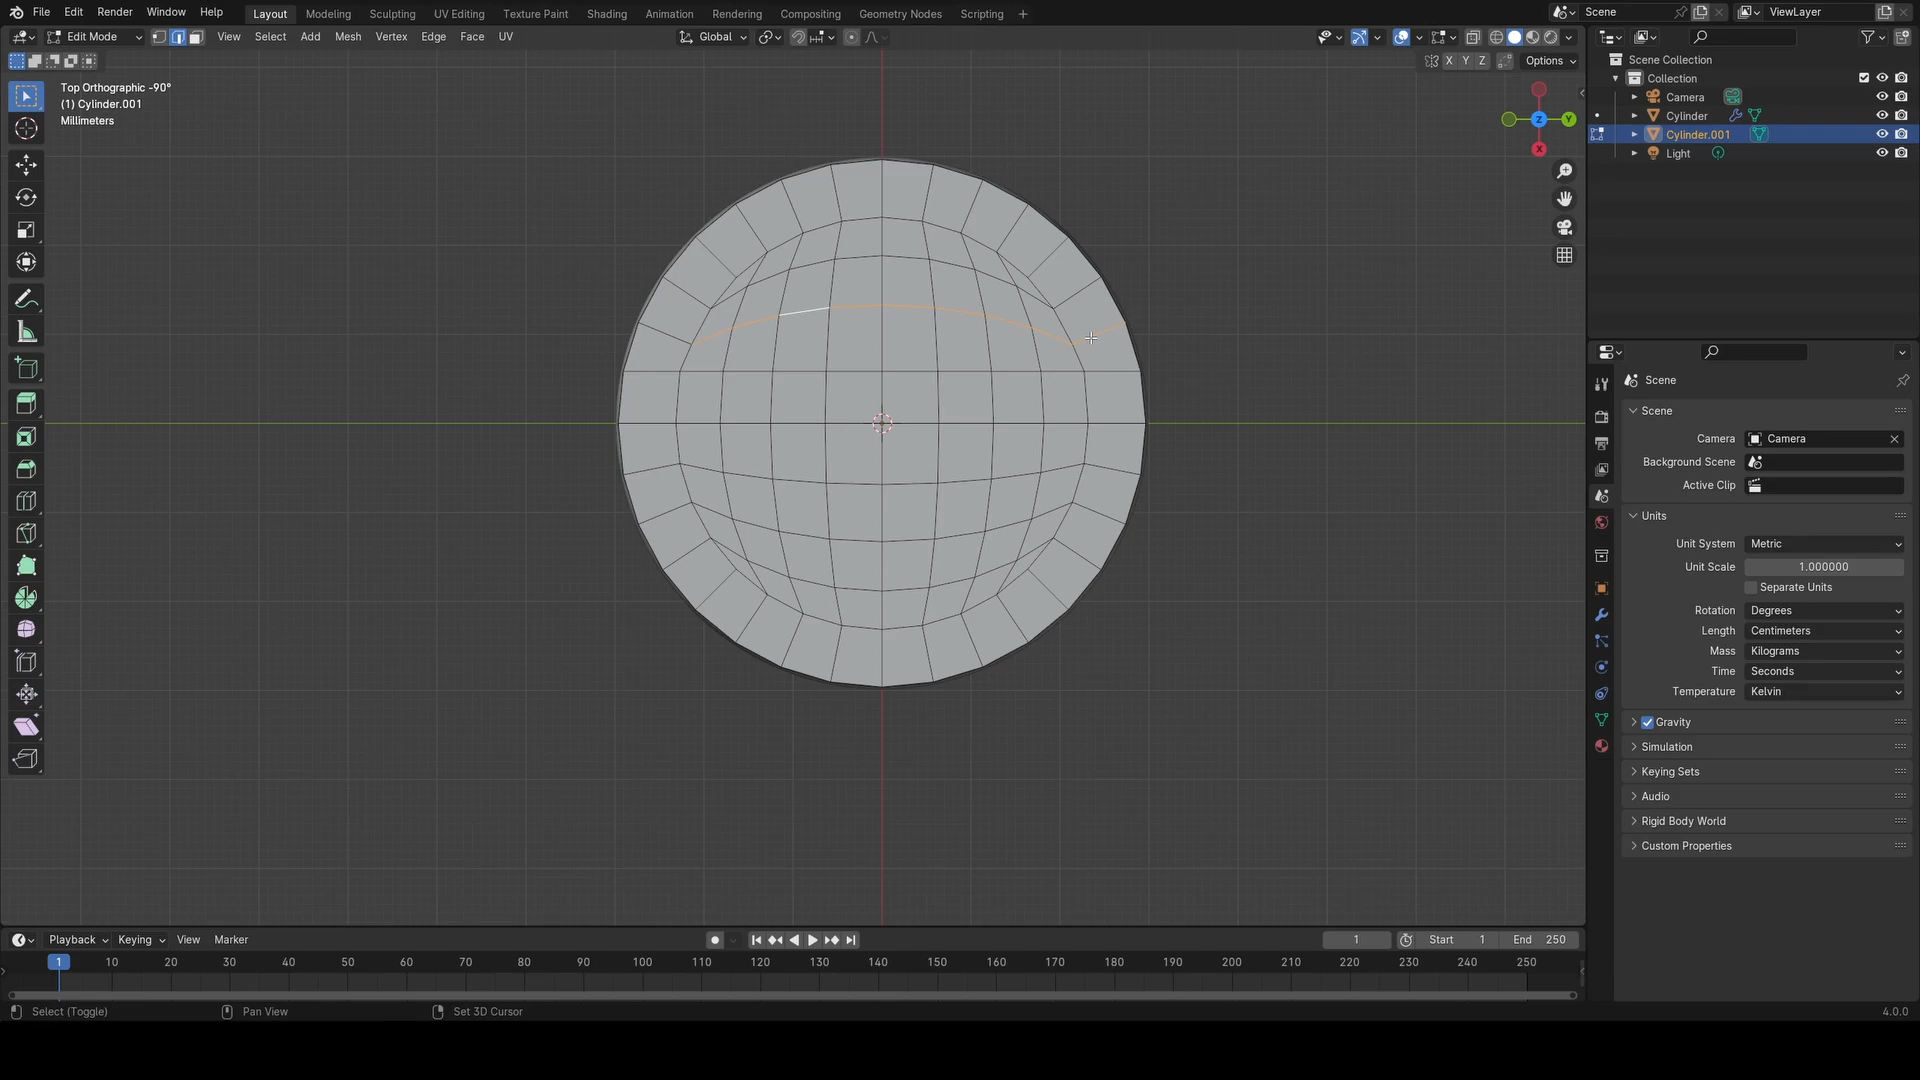 File Edit Render Window Help Layout Modeling Sculpting UV Editing Texture Paint Shading Animation Rendering Compositing Geometry Nodes Scripting + Scene ViewLayer
Edit Mode View Select Add Mesh Vertex Edge Face UV Global
X Y Z Options
Top Orthographic -90°
(1) Cylinder.001
Millimeters
Z Y
X
Scene Collection
Collection
Camera
Cylinder
Cylinder.001
Light
Scene
Scene
Camera Camera
Background Scene
Active Clip
Units
Unit System Metric
Unit Scale 1.000000
Separate Units
Rotation Degrees
Length Centimeters
Mass Kilograms
Time Seconds
Temperature Kelvin
Gravity
Simulation
Keying Sets
Audio
Rigid Body World
Custom Properties
Playback Keying View Marker 1 Start 1 End 250
1 10 20 30 40 50 60 70 80 90 100 110 120 130 140 150 160 170 180 190 200 210 220 230 240 250
Select (Toggle) Pan View Set 3D Cursor 4.0.0